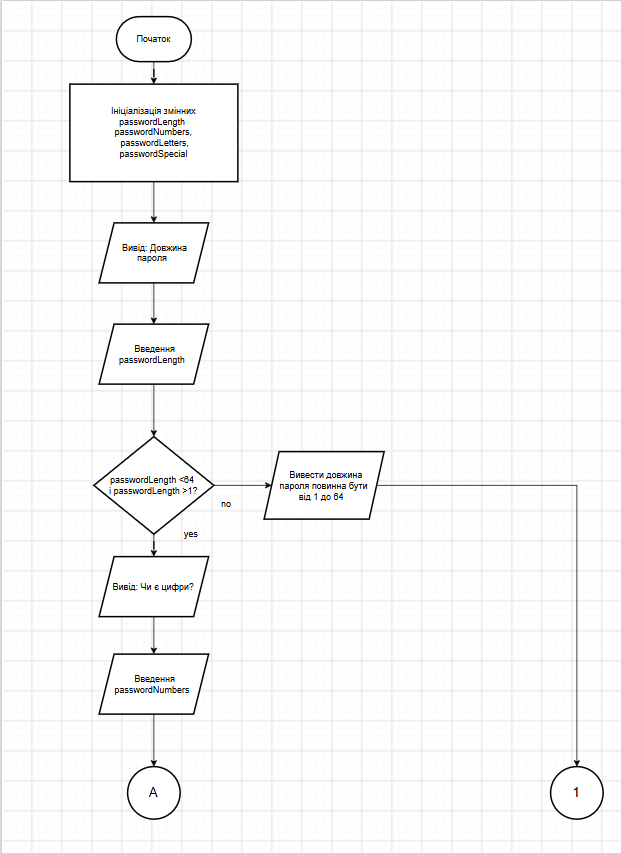 Початок
Ініціалізація змінних
passwordLength
passwordNumbers,
passwordLetters,
passwordSpecial
Вивід: Довжина
пароля
Введення
passwordLength
passwordLength <64
і passwordLength >1?
no
Вивести довжина
пароля повинна бути
від 1 до 64
yes
Вивід: Чи є цифри?
Введення
passwordNumbers
A
1